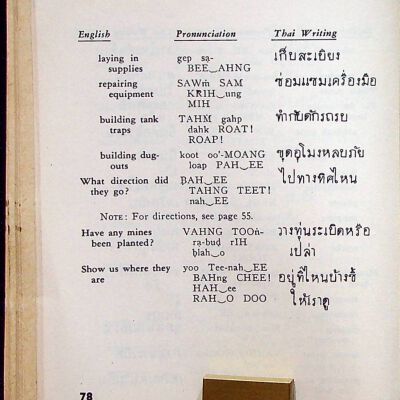 English Pronunciation Thai Writing
laying in gep sạ- เก็บสะเบียง
supplies BEE‿AHNG
repairing SAWm̄ SAM ซ่อมแซมเครื่องมือ
equipment KRIH‿ung
MIH
building tank TAHM gahp ทำกับดักรถรบ
traps dahk ROAT!
ROAP!
building dug- koot oo'-MOANG ขุดอูโมงหลบภัย
outs loap PAH‿EE
What direction did ḄAH‿EE ไปทางทิศไหน
they go? TAHNG TEET!
nah‿EE
NOTE: For directions, see page 55.
Have any mines VAHNG TOOn̄- วางทุ่นระเบิดหรือ
been planted? rạ-buḍ rIH เปล่า
ḅlah‿o
Show us where they yoo Tee-nah‿EE อยู่ที่ไหนบ้างชี้
are BAHng CHEE! ให้เราดู
HAH‿ee
RAH‿O DOO
78